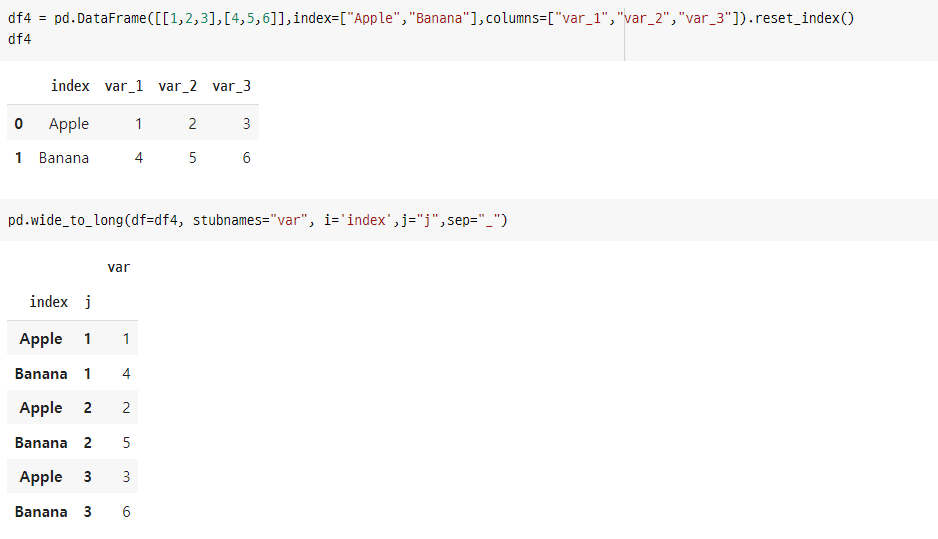 df4 = pd.DataFrame([[1,2,3],[4,5,6]],index=["Apple","Banana"],columns=["var_1","var_2","var_3"]).reset_index()
df4
index var_1 var_2 var_3
0 Apple 1 2 3
1 Banana 4 5 6
pd.wide_to_long(df=df4, stubnames="var", i='index',j="j",sep="_")
var
index j
Apple 1 1
Banana 1 4
Apple 2 2
Banana 2 5
Apple 3 3
Banana 3 6